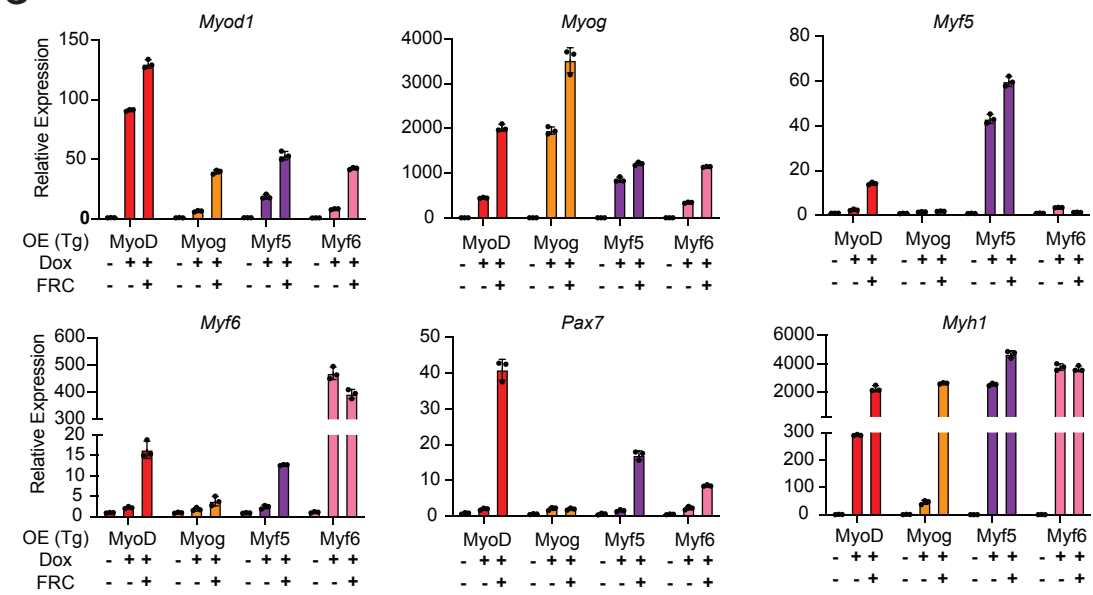 Myod1
Myog
Myf5
Relative Expression
150
100
50
0
4000
3000
2000
1000
0
80
60
40
20
0
OE (Tg) MyoD Myog Myf5 Myf6
Dox - + + - + + - + + - + +
FRC - - + - - + - - + - - +
MyoD Myog Myf5 Myf6
- + + - + + - + + - + +
- - + - - + - - + - - +
MyoD Myog Myf5 Myf6
- + + - + + - + + - + +
- - + - - + - - + - - +
Myf6
Pax7
Myh1
Relative Expression
600
500
400
300
20
15
10
5
0
50
40
30
20
10
0
6000
4000
2000
300
200
100
0
OE (Tg) MyoD Myog Myf5 Myf6
Dox - + + - + + - + + - + +
FRC - - + - - + - - + - - +
MyoD Myog Myf5 Myf6
- + + - + + - + + - + +
- - + - - + - - + - - +
MyoD Myog Myf5 Myf6
- + + - + + - + + - + +
- - + - - + - - + - - +